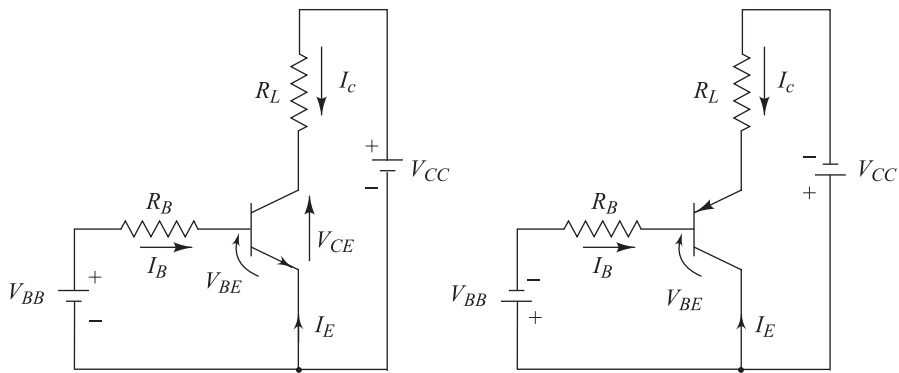 R_L
I_c
+
−
V_CC
R_B
I_B
V_BE
V_CE
V_BB
+
−
I_E
R_L
I_c
−
+
V_CC
R_B
I_B
V_BE
V_BB
−
+
I_E